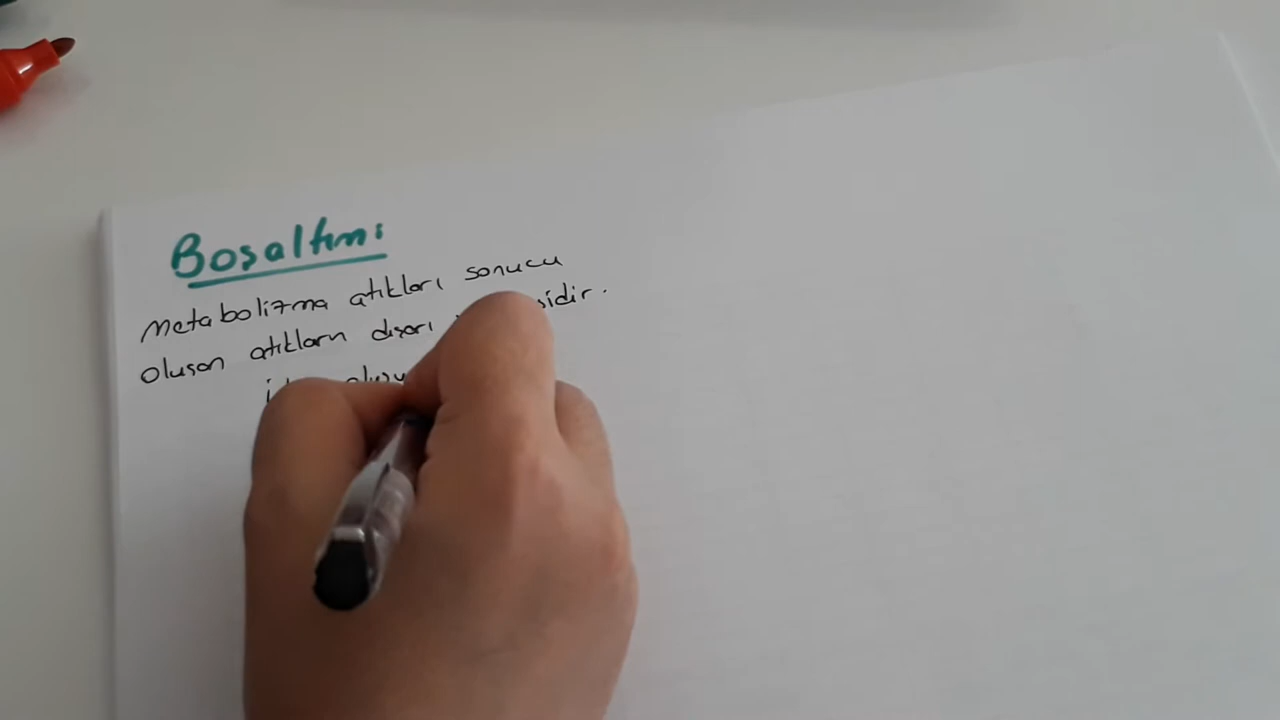 Boşaltım:
Metabolizma atıkları sonucu
oluşan atıkların dışarı